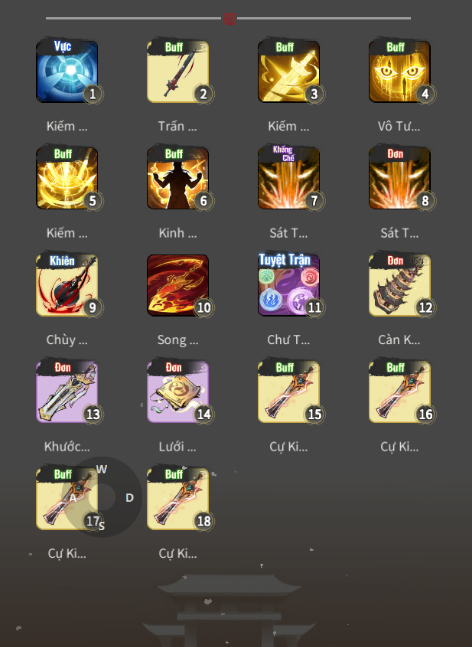 Vực
1
Kiếm ...
Buff
2
Trấn ...
Buff
3
Kiếm ...
Buff
4
Vô Tư...
Buff
5
Kiếm ...
Buff
6
Kinh ...
Khống
Chế
7
Sát T...
Đơn
8
Sát T...
Khiên
9
Chùy ...
10
Song ...
Tuyệt Trận
11
Chư T...
Đơn
12
Càn K...
Đơn
13
Khước...
Đơn
14
Lưới ...
Buff
15
Cự Ki...
Buff
16
Cự Ki...
Buff
17
Cự Ki...
W
A
D
S
Buff
18
Cự Ki...